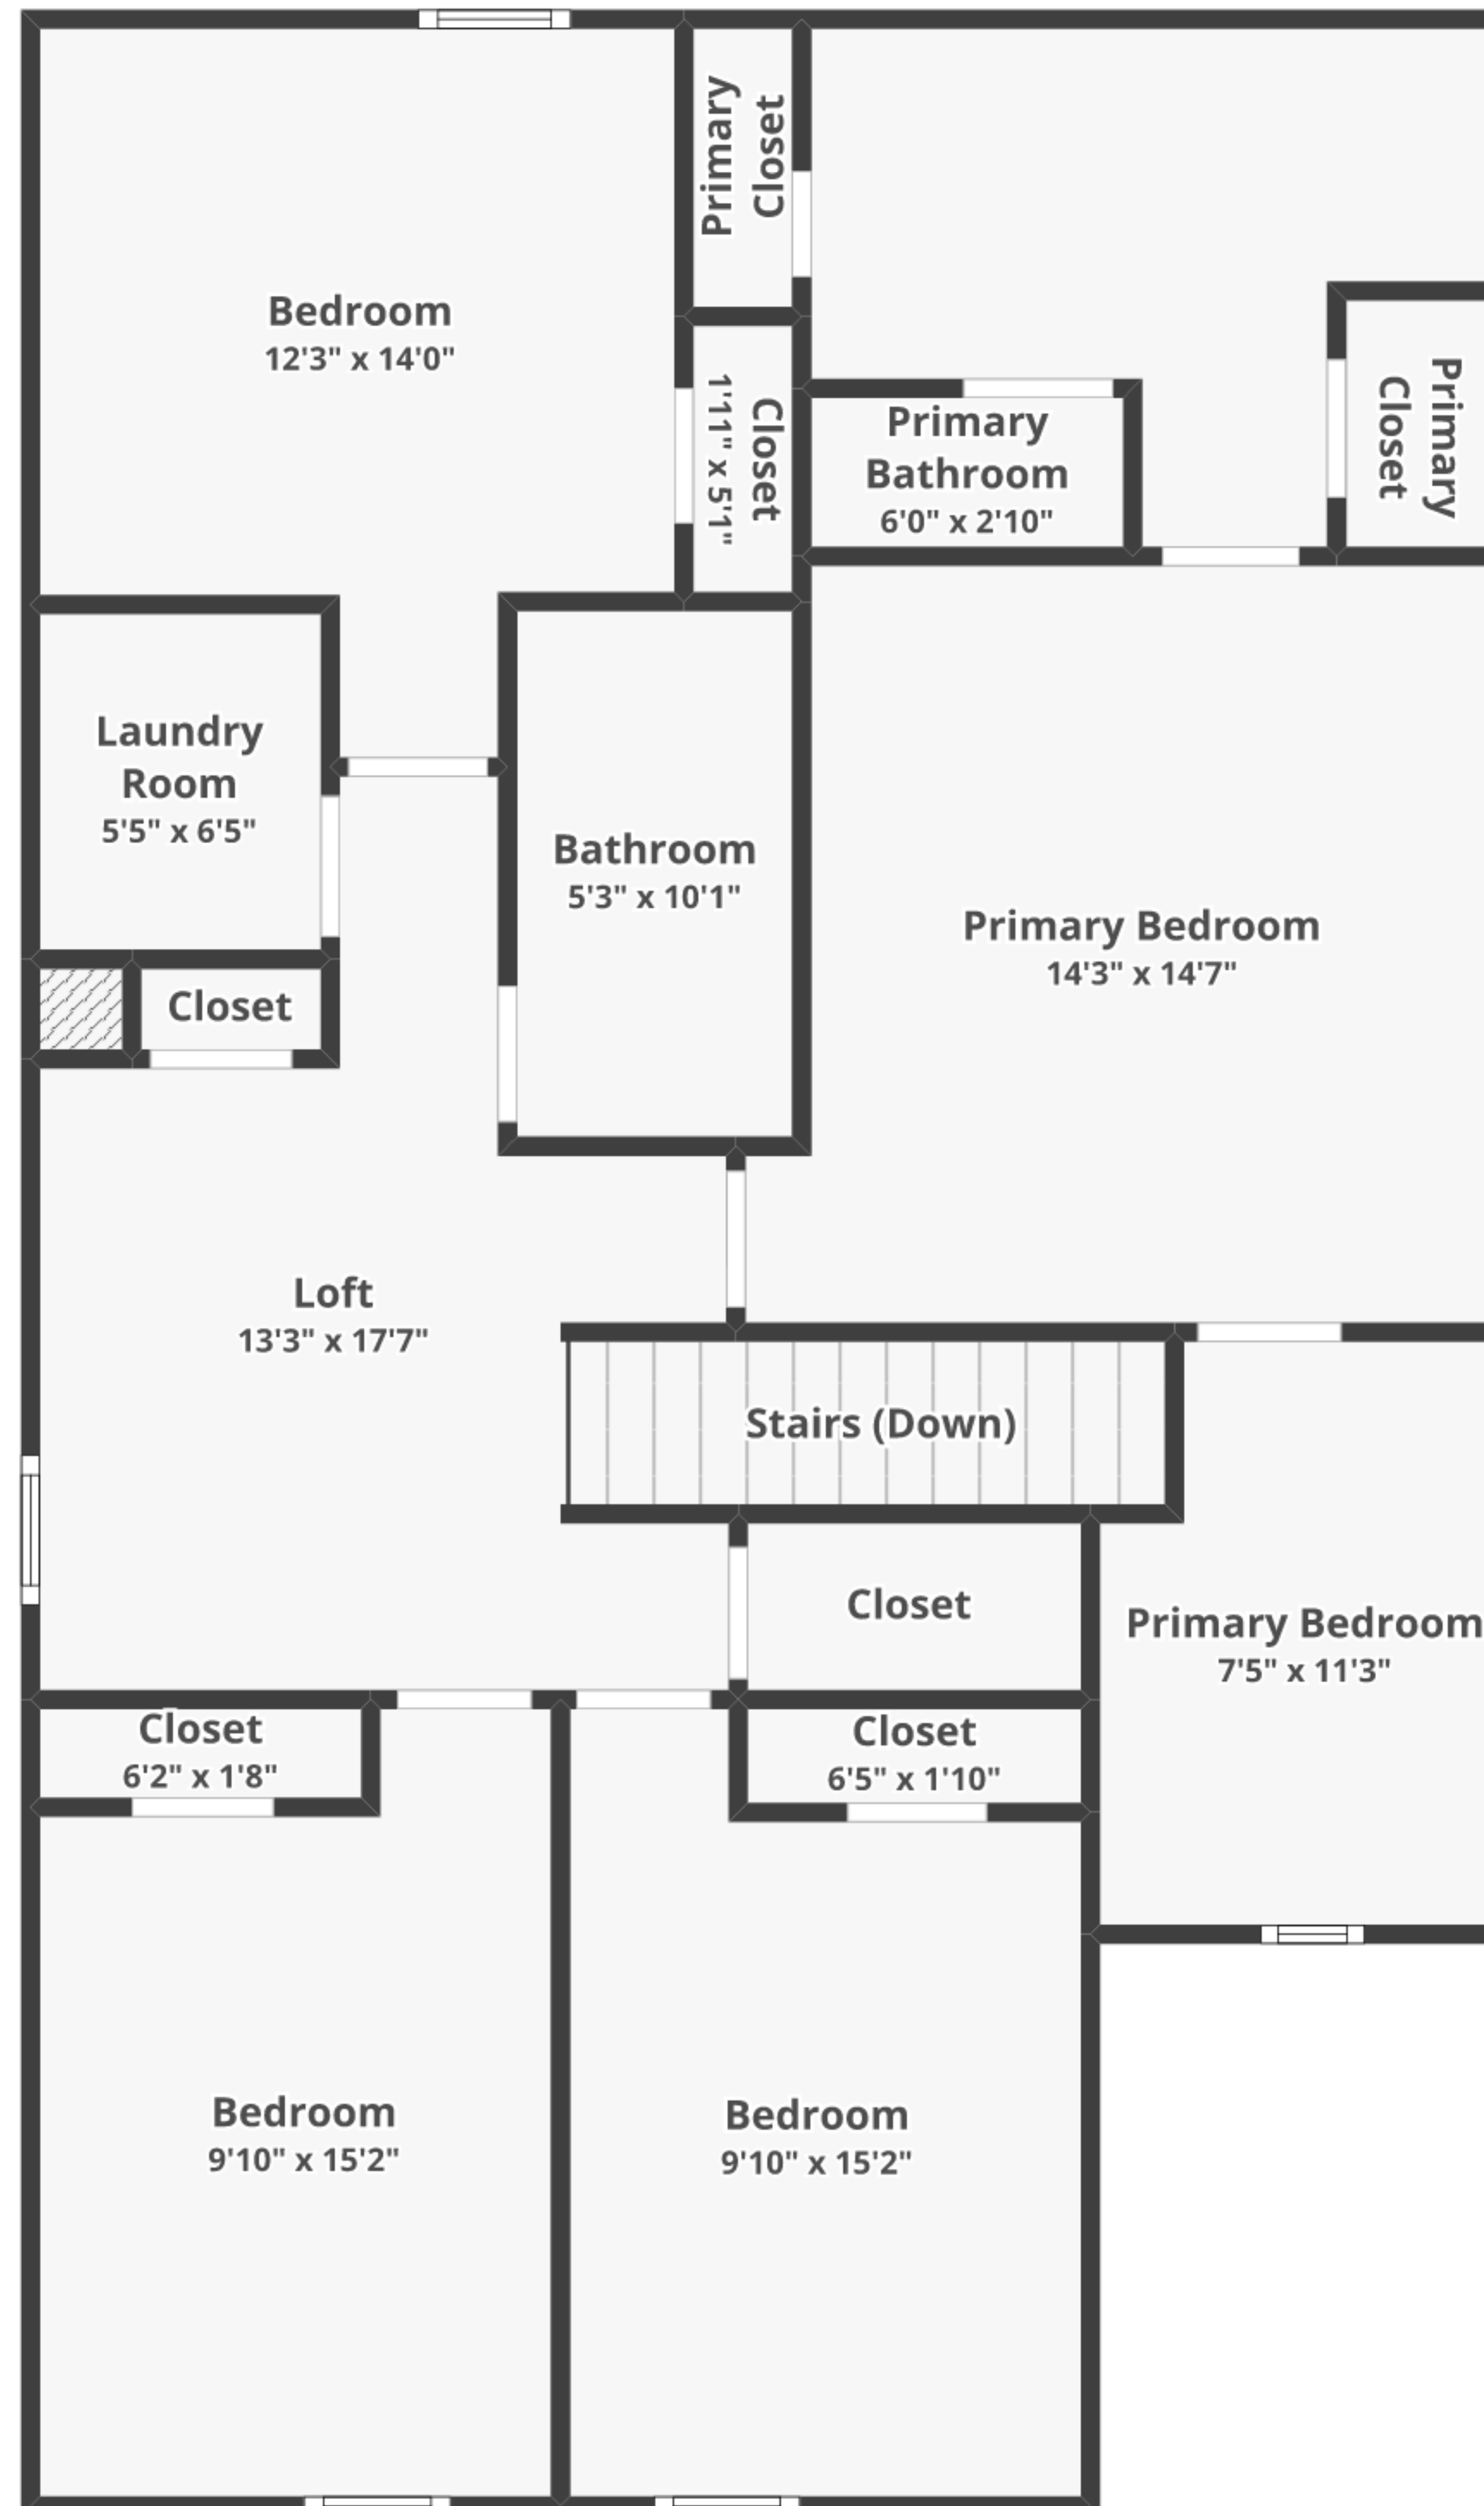 Primary
Closet
Bedroom
12'3" x 14'0"
Closet
1'11" x 5'1"
Primary
Bathroom
6'0" x 2'10"
Primary
Closet
Laundry
Room
5'5" x 6'5"
Bathroom
5'3" x 10'1"
Primary Bedroom
14'3" x 14'7"
Closet
Loft
13'3" x 17'7"
Stairs (Down)
Closet
Primary Bedroom
7'5" x 11'3"
Closet
6'2" x 1'8"
Closet
6'5" x 1'10"
Bedroom
9'10" x 15'2"
Bedroom
9'10" x 15'2"